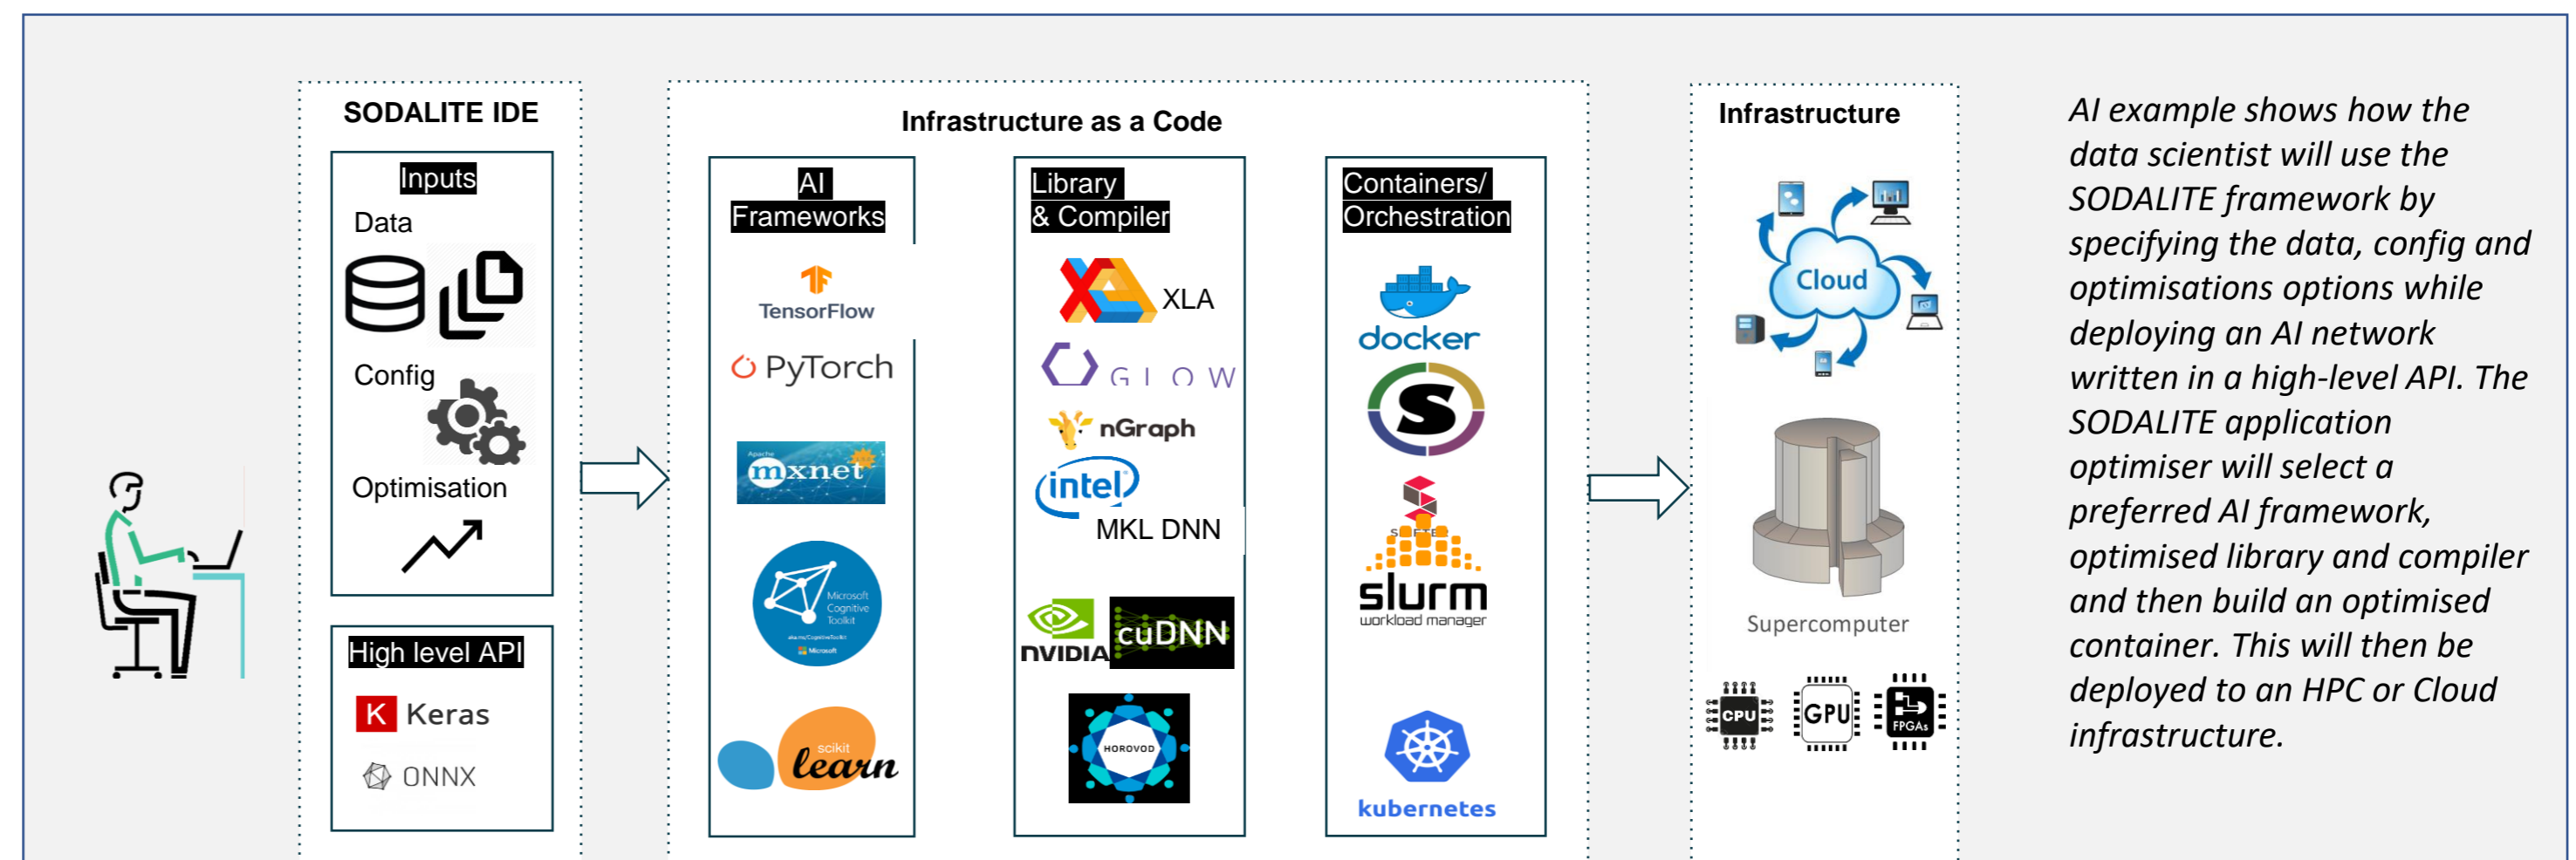 SODALITE IDE
Inputs
Data
Config
Optimisation
High level API
K Keras
ONNX
Infrastructure as a Code
AI
Frameworks
TensorFlow
PyTorch
Apache
mxnet
Microsoft
Cognitive
Toolkit
Microsoft
scikit
learn
Library
& Compiler
XLA
GLOW
nGraph
intel
MKL DNN
NVIDIA
cuDNN
HOROVOD
Containers/
Orchestration
docker
S
slurm
workload manager
kubernetes
Infrastructure
Cloud
Supercomputer
CPU
GPU
FPGAs
AI example shows how the
data scientist will use the
SODALITE framework by
specifying the data, config and
optimisations options while
deploying an AI network
written in a high-level API. The
SODALITE application
optimiser will select a
preferred AI framework,
optimised library and compiler
and then build an optimised
container. This will then be
deployed to an HPC or Cloud
infrastructure.